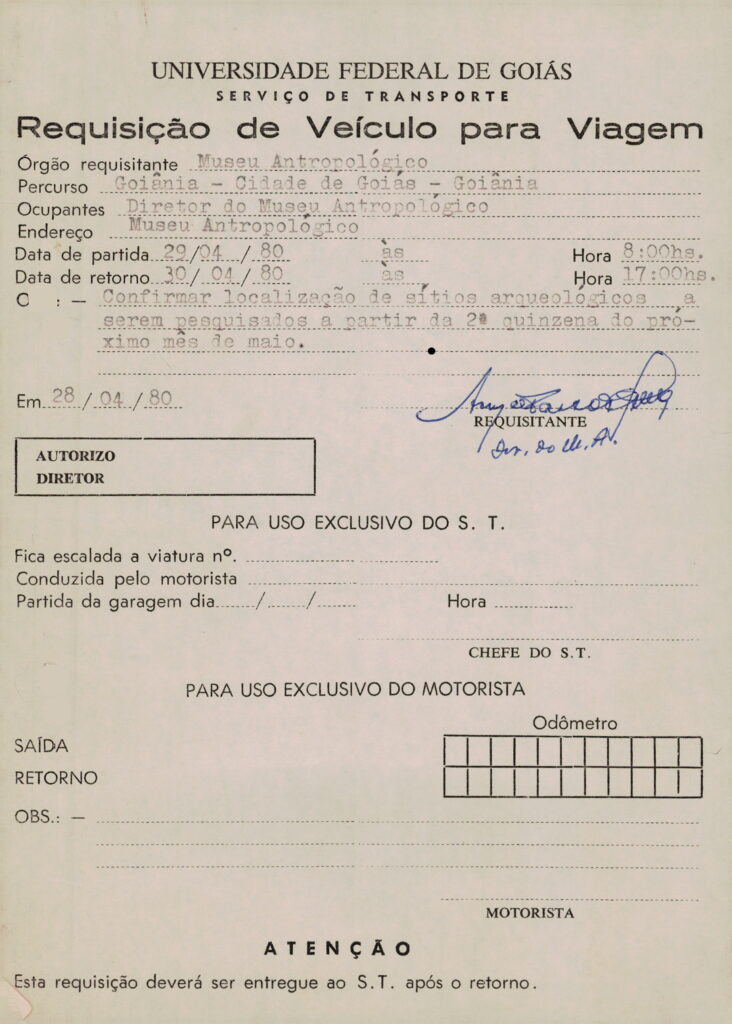 UNIVERSIDADE FEDERAL DE GOIÁS
SERVIÇO DE TRANSPORTE
Requisição de Veículo para Viagem
Órgão requisitante Museu Antropológico
Percurso Goiânia - Cidade de Goiás - Goiânia
Ocupantes Diretor do Museu Antropológico
Endereço Museu Antropológico
Data de partida 29/04 /80 às Hora 8:00hs.
Data de retorno 30/ 04 /80 às Hora 17:00hs.
O : — Confirmar localização de sítios arqueológicos a
serem pesquisados a partir da 2ª quinzena do pró-
ximo mês de maio.
Em 28 / 04 / 80
REQUISITANTE
Dir. do M. A.
AUTORIZO
DIRETOR
PARA USO EXCLUSIVO DO S. T.
Fica escalada a viatura nº.
Conduzida pelo motorista
Partida da garagem dia / / Hora
CHEFE DO S.T.
PARA USO EXCLUSIVO DO MOTORISTA
Odômetro
SAÍDA
RETORNO
OBS.: —
MOTORISTA
ATENÇÃO
Esta requisição deverá ser entregue ao S.T. após o retorno.